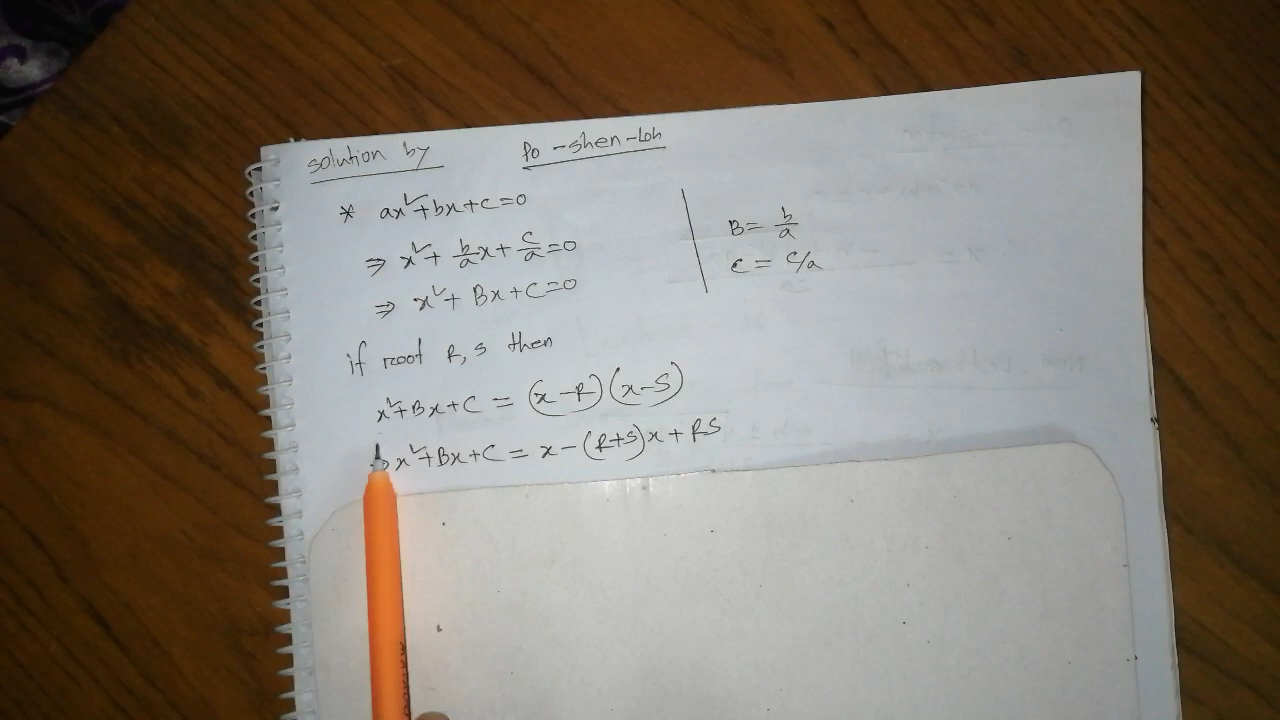 solution by Po-shen-Loh
* ax²+bx+c=0
⇒ x²+ b/a x+ c/a=0
⇒ x²+ Bx+C=0
B= b/a
C= c/a
if root R,S then
x²+Bx+C = (x-R)(x-S)
⇒ x²+Bx+C = x-(R+S)x+RS